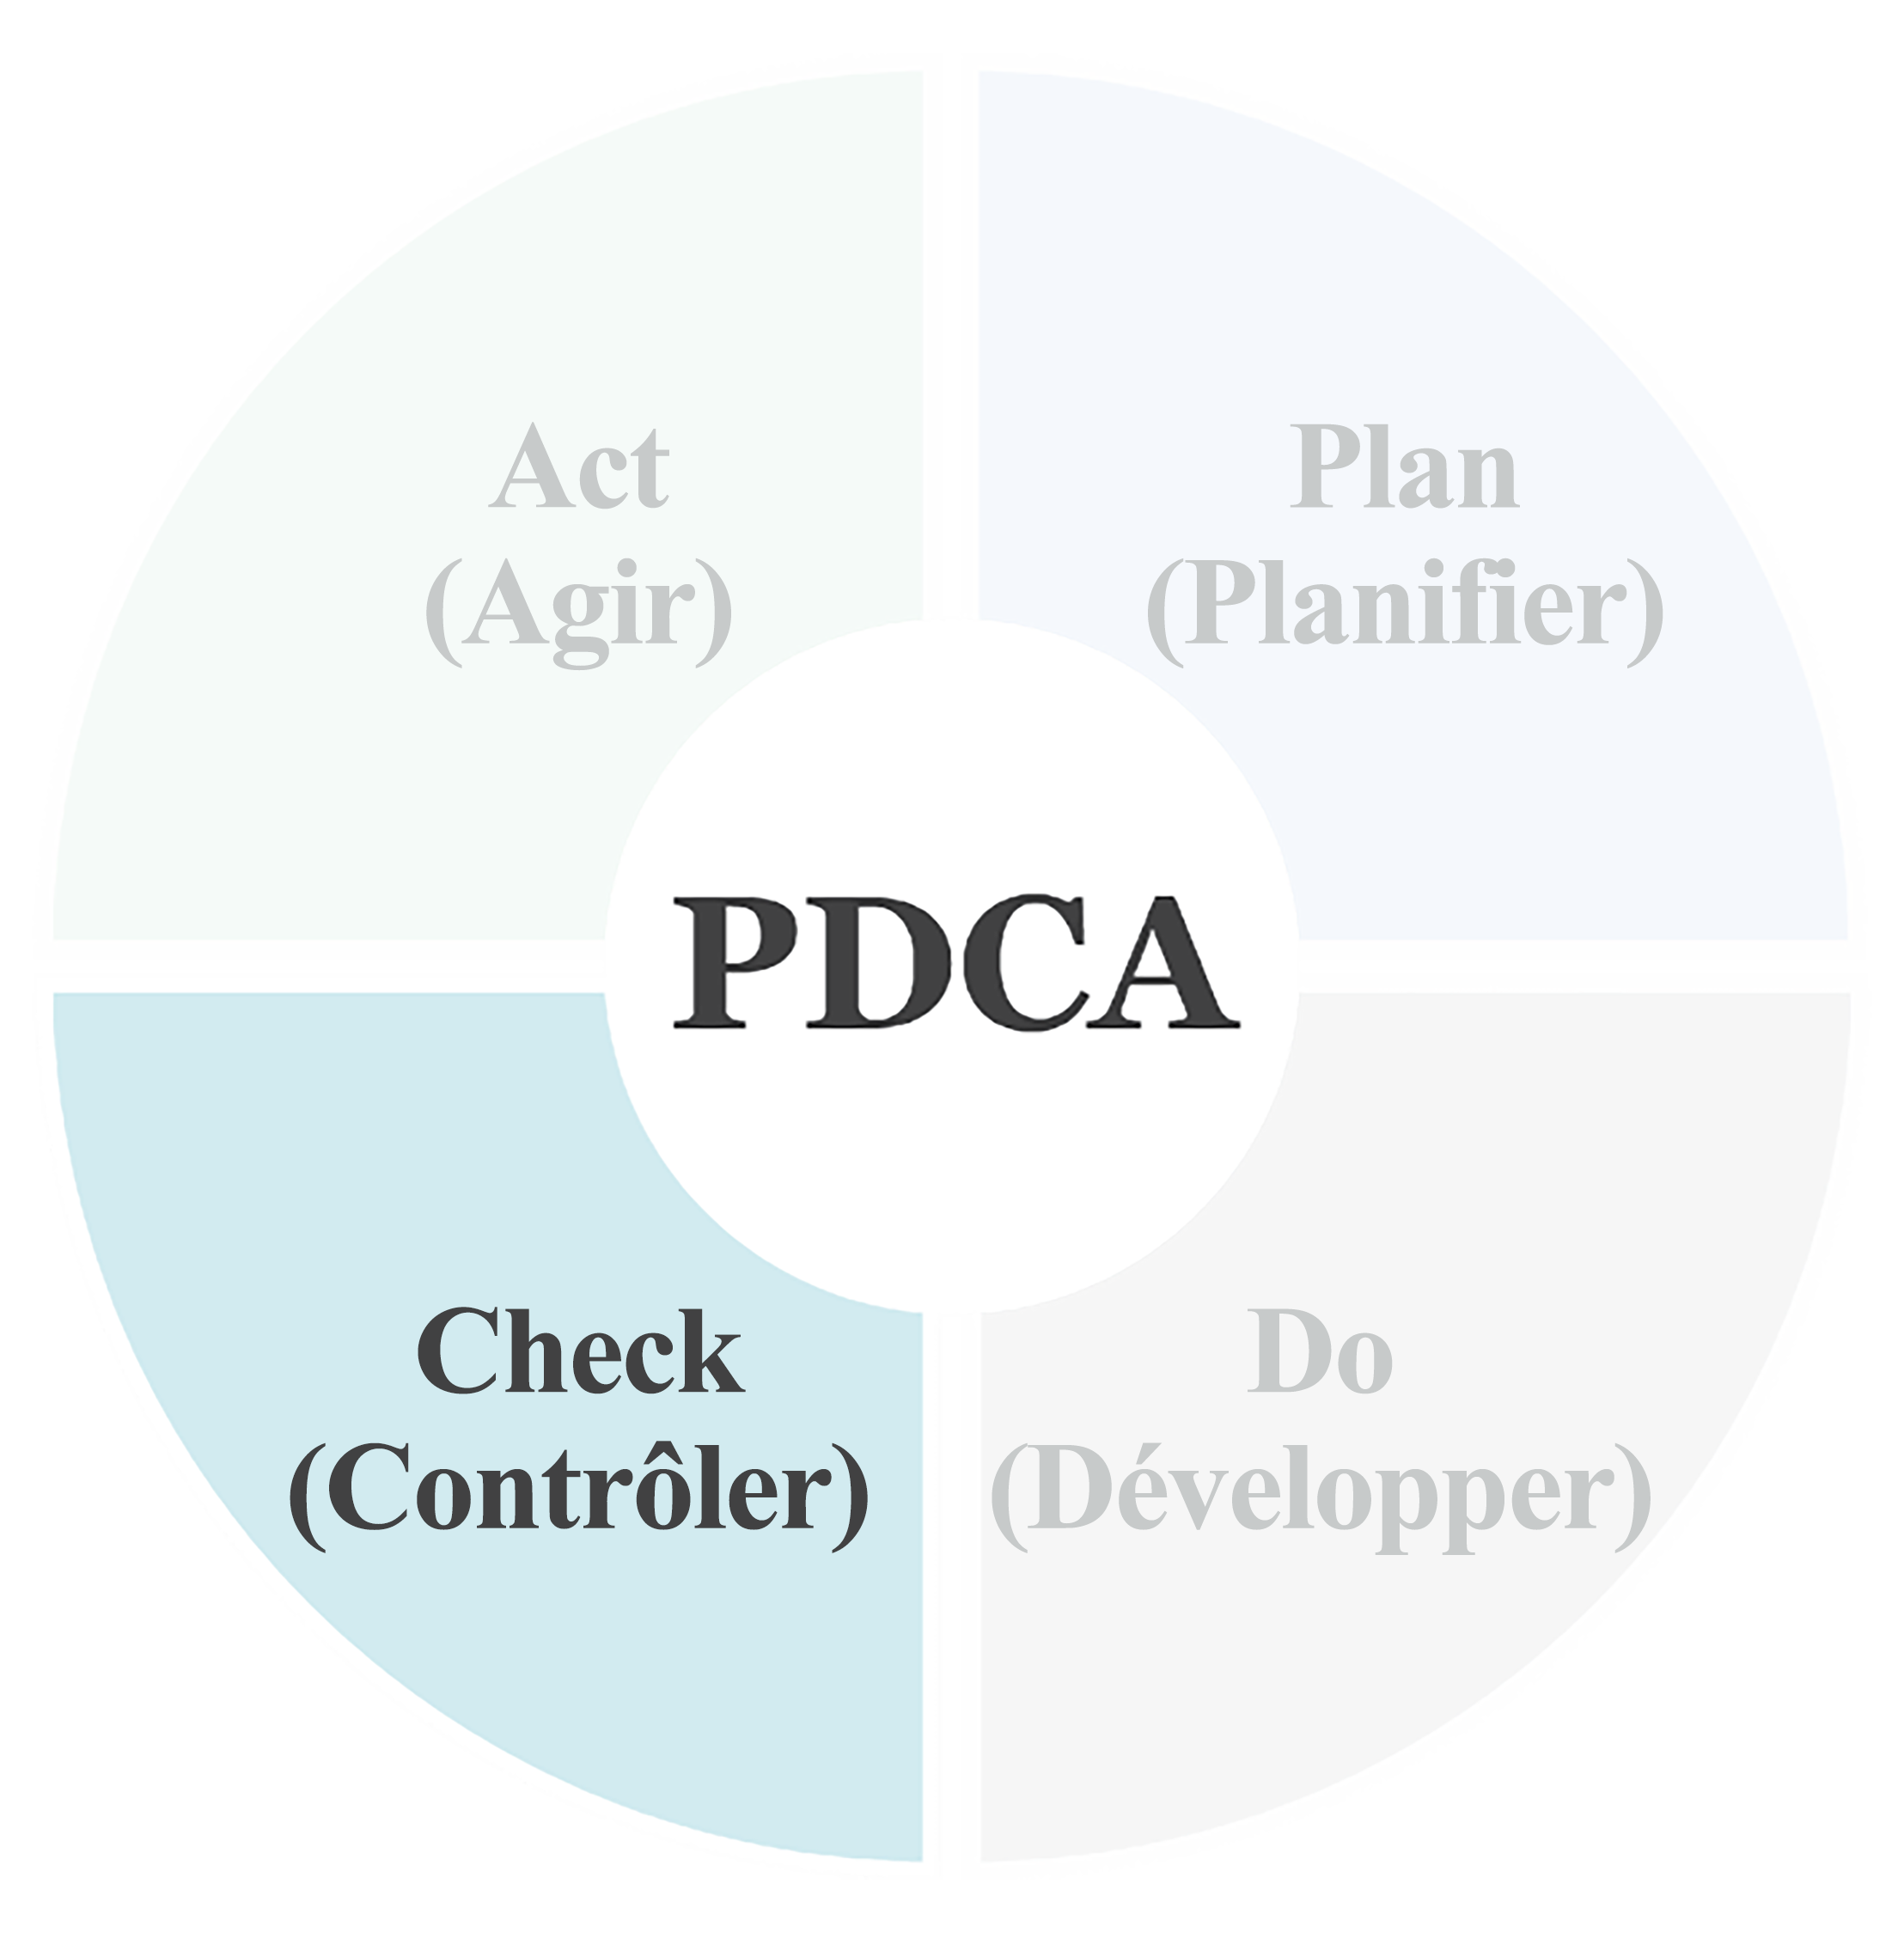 Act
(Agir)
Plan
(Planifier)
PDCA
Check
(Contrôler)
Do
(Développer)